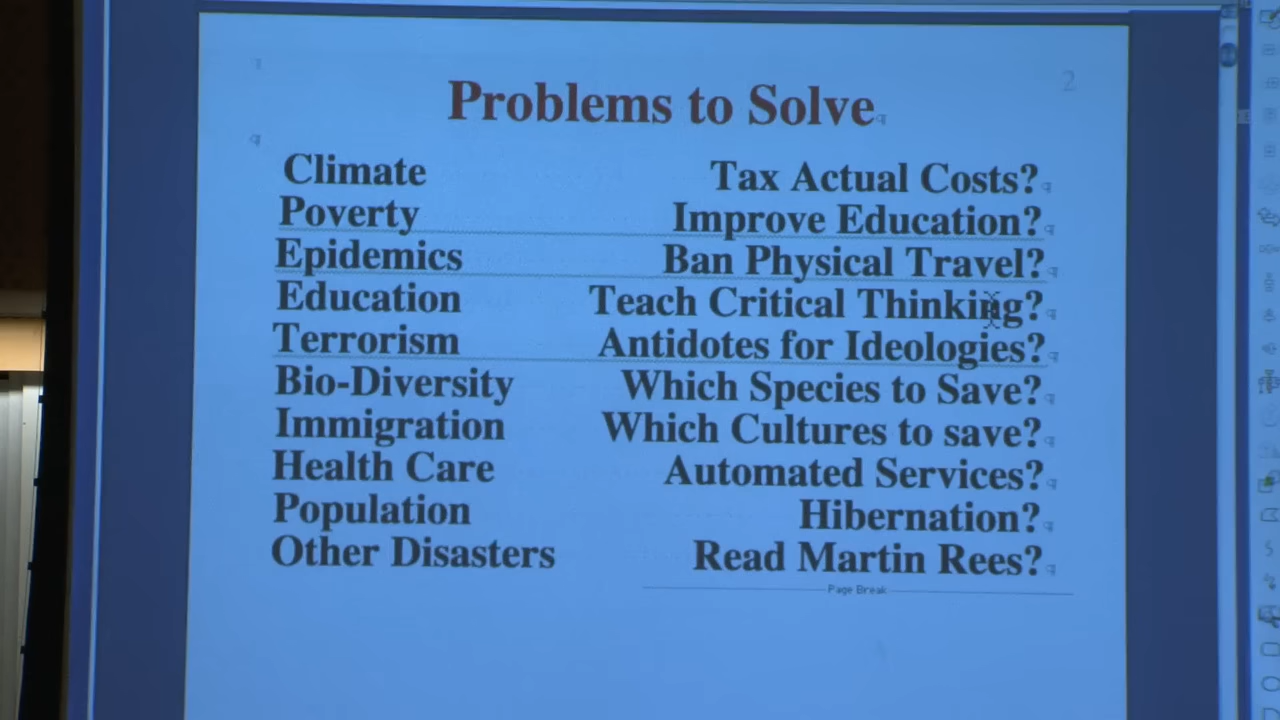 2
Problems to Solve
Climate Tax Actual Costs?
Poverty Improve Education?
Epidemics Ban Physical Travel?
Education Teach Critical Thinking?
Terrorism Antidotes for Ideologies?
Bio-Diversity Which Species to Save?
Immigration Which Cultures to save?
Health Care Automated Services?
Population Hibernation?
Other Disasters Read Martin Rees?
Page Break